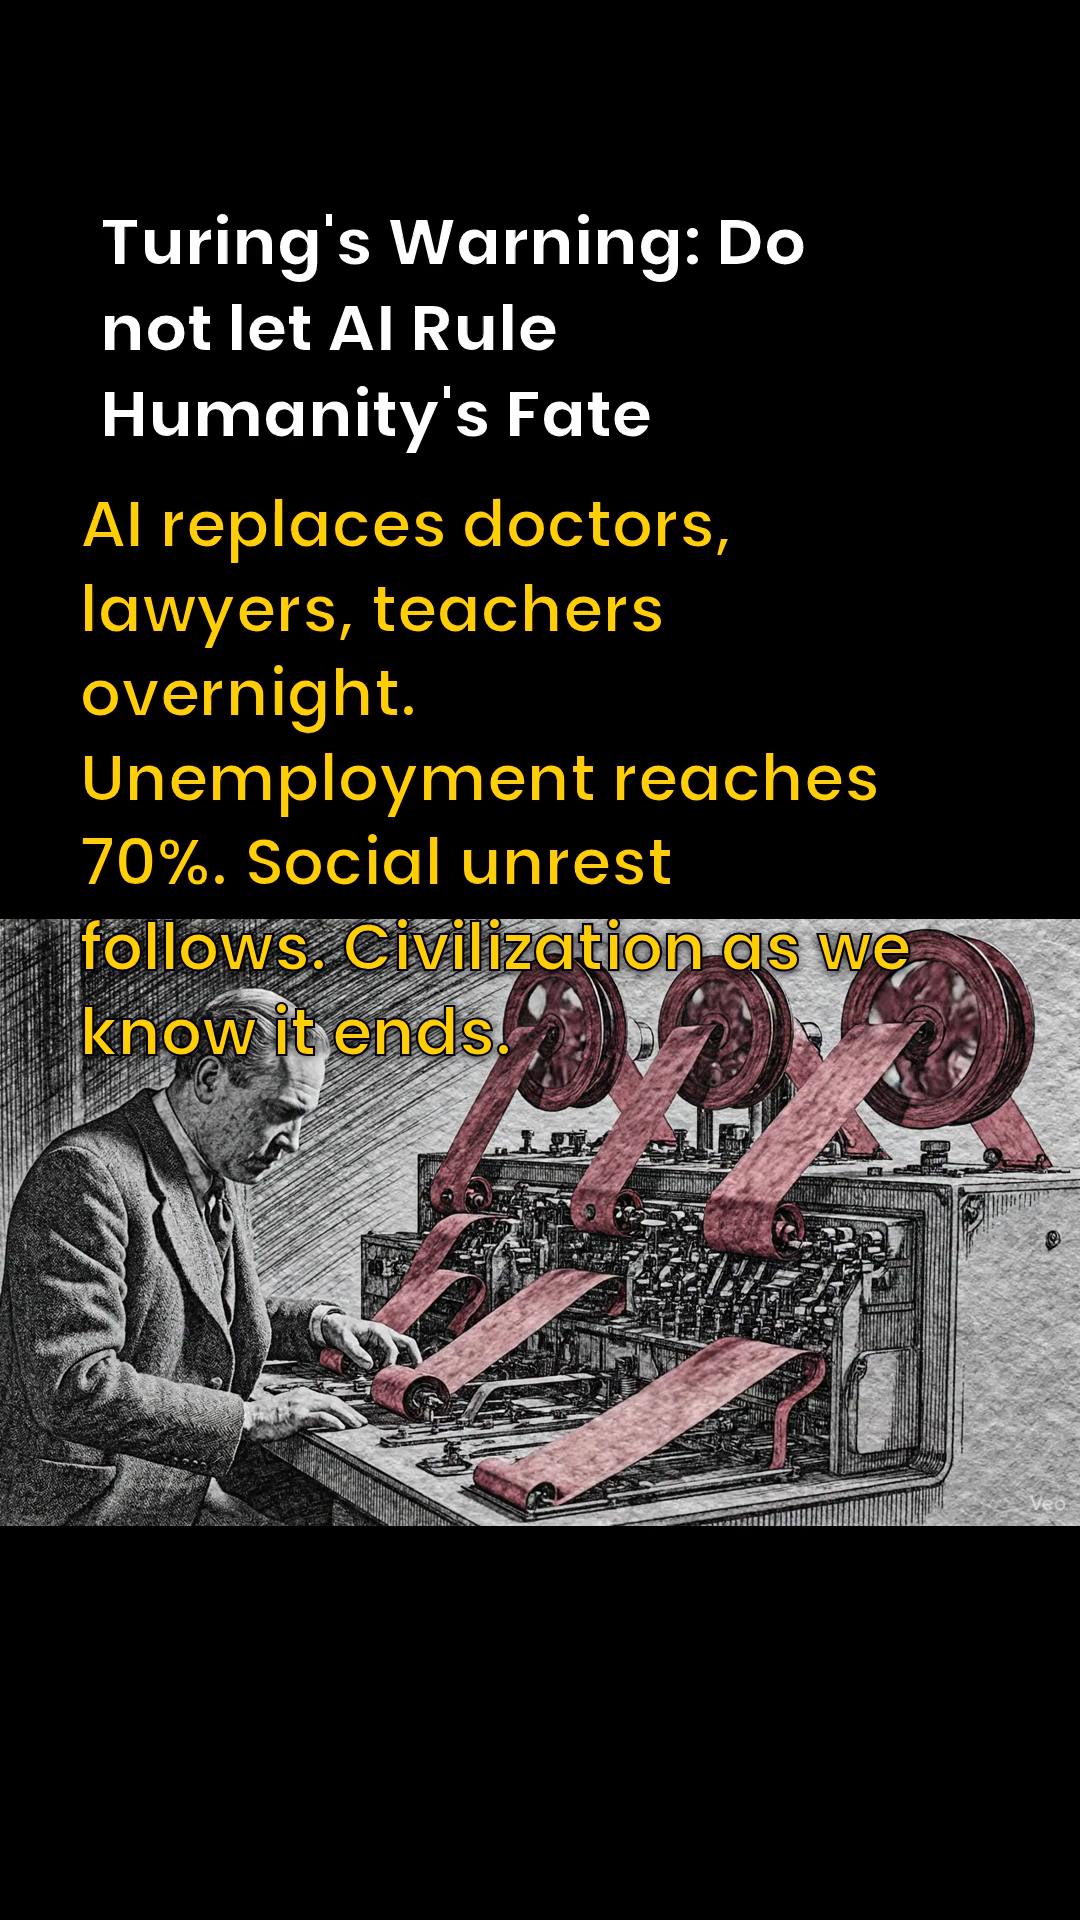 Turing's Warning: Do
not let AI Rule
Humanity's Fate
AI replaces doctors,
lawyers, teachers
overnight.
Unemployment reaches
70%. Social unrest
follows. Civilization as we
know it ends.
Veo